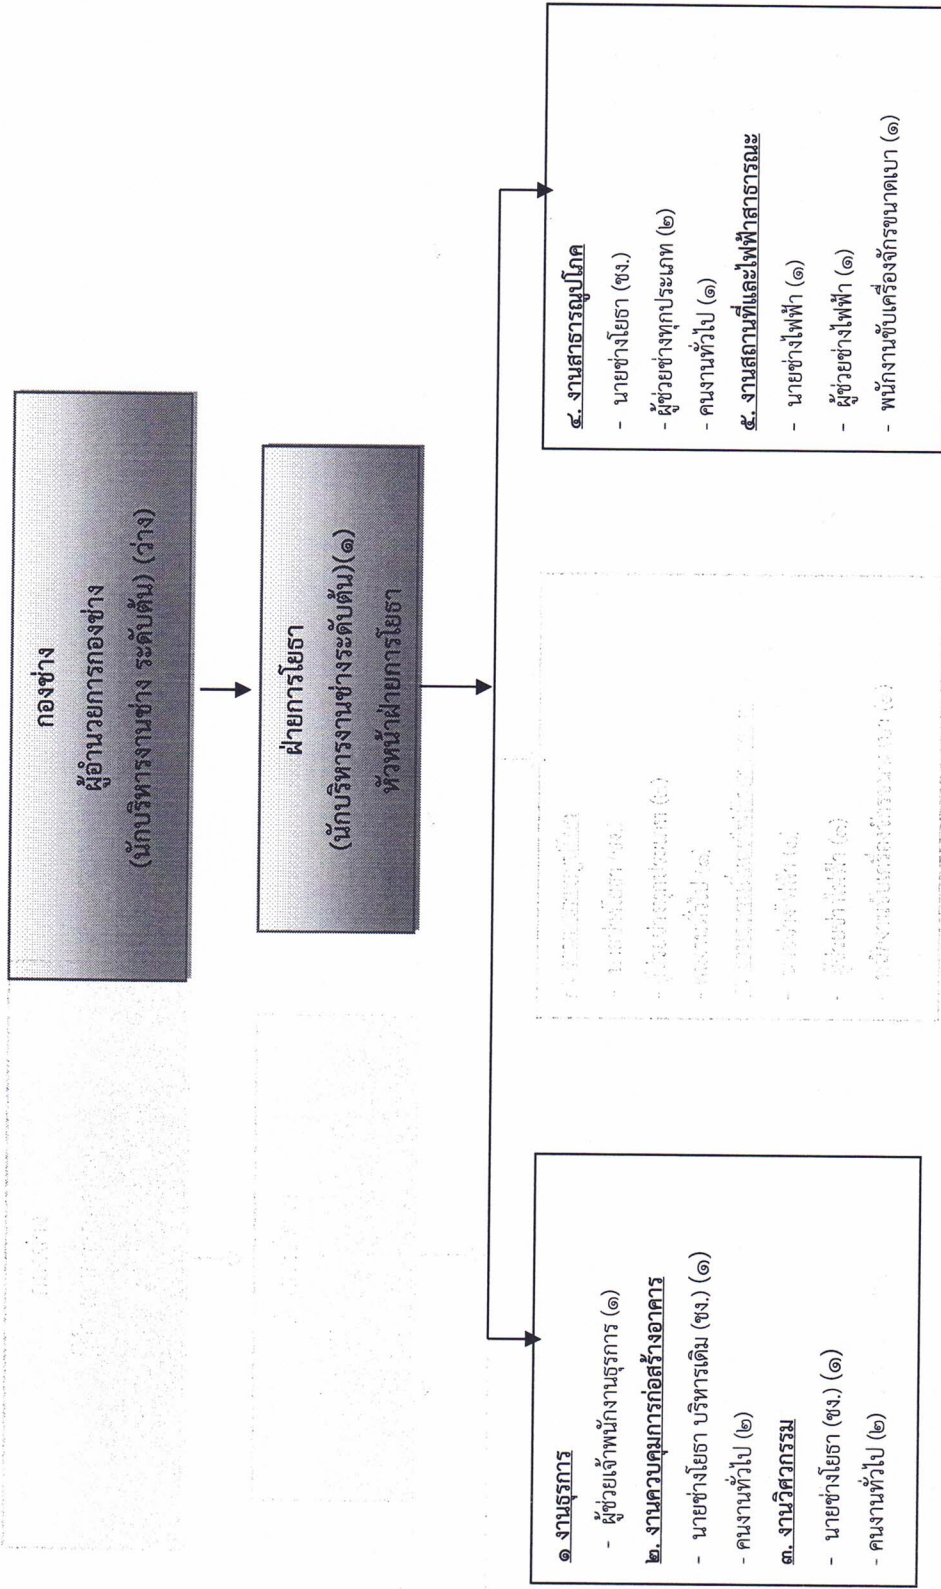 กองช่าง
ผู้อำนวยการกองช่าง
(นักบริหารงานช่าง ระดับต้น) (ว่าง)
ฝ่ายการโยธา
(นักบริหารงานช่างระดับต้น)(๑)
หัวหน้าฝ่ายการโยธา
๑ งานธุรการ
- ผู้ช่วยเจ้าพนักงานธุรการ (๑)
๒. งานควบคุมการก่อสร้างอาคาร
- นายช่างโยธา บริหารเดิม (ชง.) (๑)
- คนงานทั่วไป (๒)
๓. งานวิศวกรรม
- นายช่างโยธา (ชง.) (๑)
- คนงานทั่วไป (๒)
๔. งานสาธารณูปโภค
- นายช่างโยธา (ชง.)
- ผู้ช่วยช่างทุกประเภท (๒)
- คนงานทั่วไป (๑)
๕. งานสถานที่และไฟฟ้าสาธารณะ
- นายช่างไฟฟ้า (๑)
- ผู้ช่วยช่างไฟฟ้า (๑)
- พนักงานขับเครื่องจักรขนาดเบา (๑)